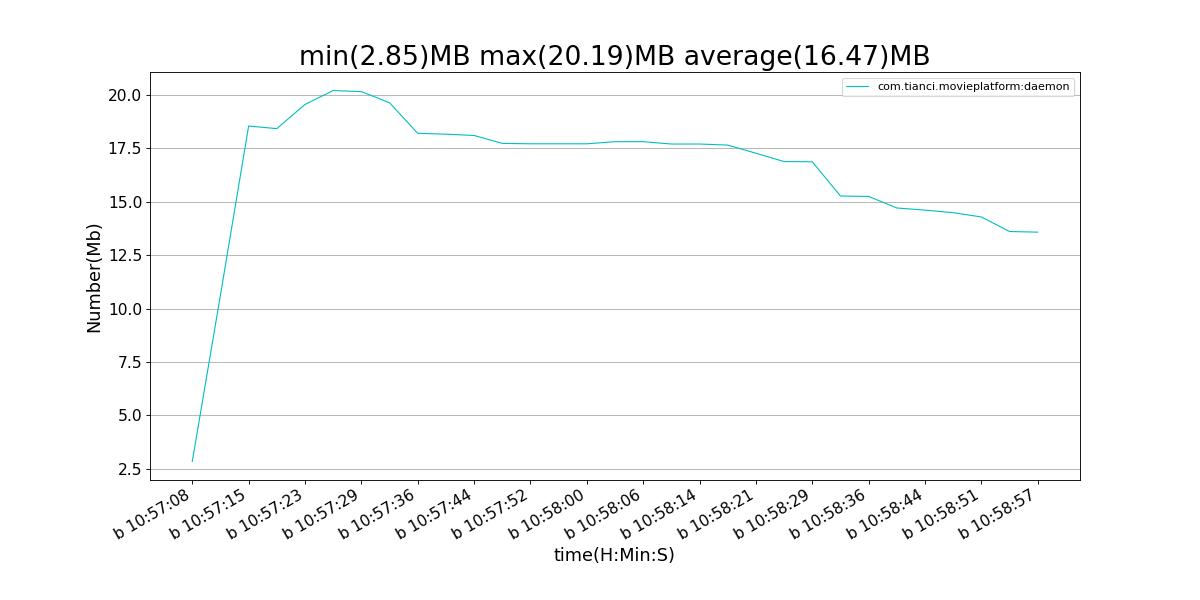 min(2.85)MB max(20.19)MB average(16.47)MB
com.tianci.movieplatform:daemon
20.0
17.5
15.0
12.5
10.0
7.5
5.0
2.5
Number(Mb)
b 10:57:08
b 10:57:15
b 10:57:23
b 10:57:29
b 10:57:36
b 10:57:44
b 10:57:52
b 10:58:00
b 10:58:06
b 10:58:14
b 10:58:21
b 10:58:29
b 10:58:36
b 10:58:44
b 10:58:51
b 10:58:57
time(H:Min:S)